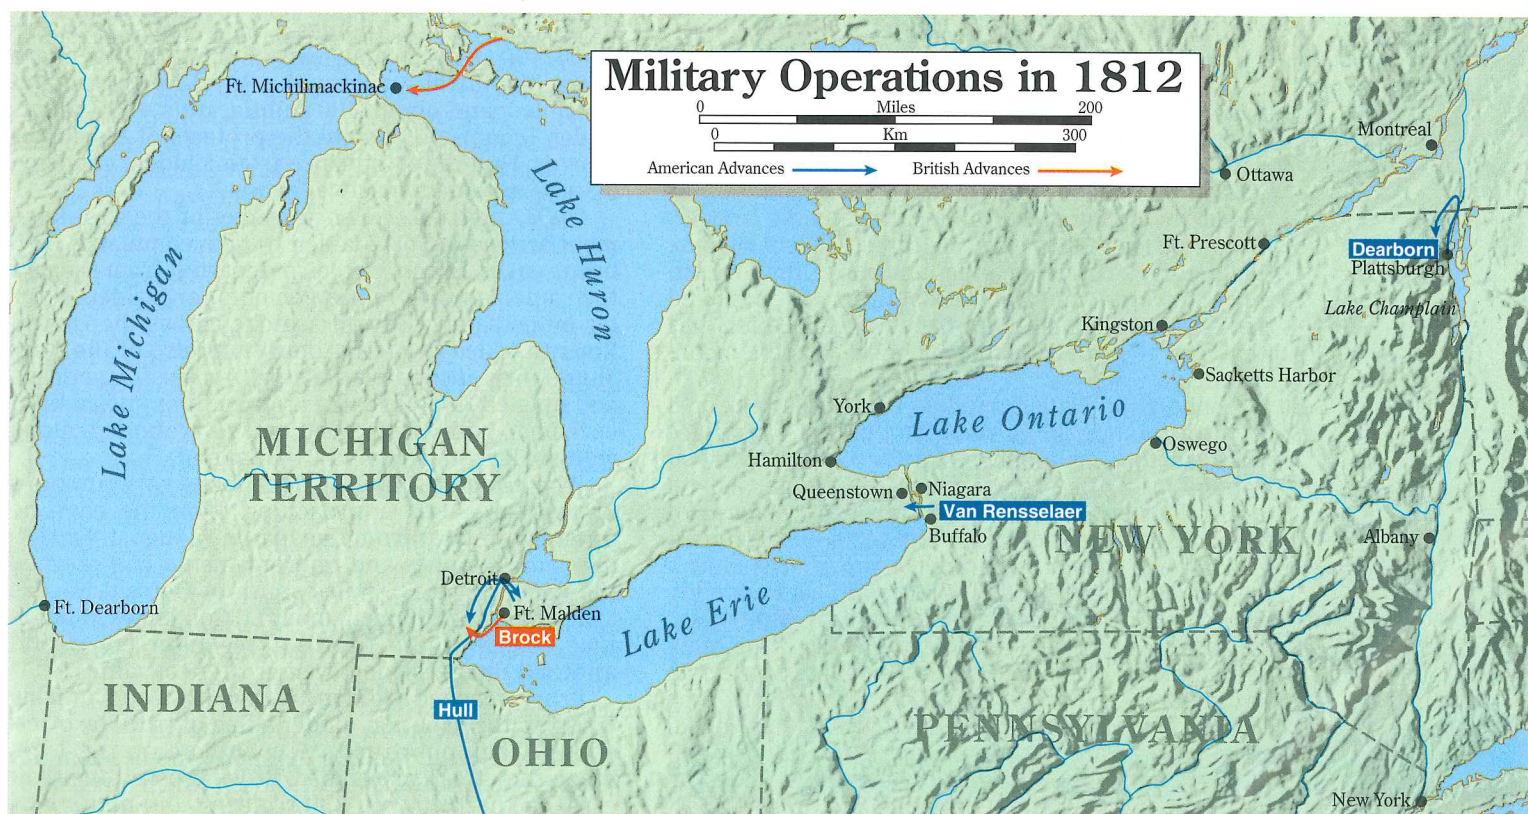 Military Operations in 1812
0 Miles 200
0 Km 300
American Advances
British Advances
Ft. Michilimackinac
Lake Huron
Lake Michigan
Montreal
Ottawa
Ft. Prescott
Dearborn
Plattsburgh
Lake Champlain
Kingston
Sacketts Harbor
York
Lake Ontario
MICHIGAN
TERRITORY
Oswego
Hamilton
Queenstown
Niagara
Van Rensselaer
Buffalo
NEW YORK
Albany
Detroit
Ft. Dearborn
Ft. Malden
Brock
Lake Erie
INDIANA
Hull
OHIO
PENNSYLVANIA
New York